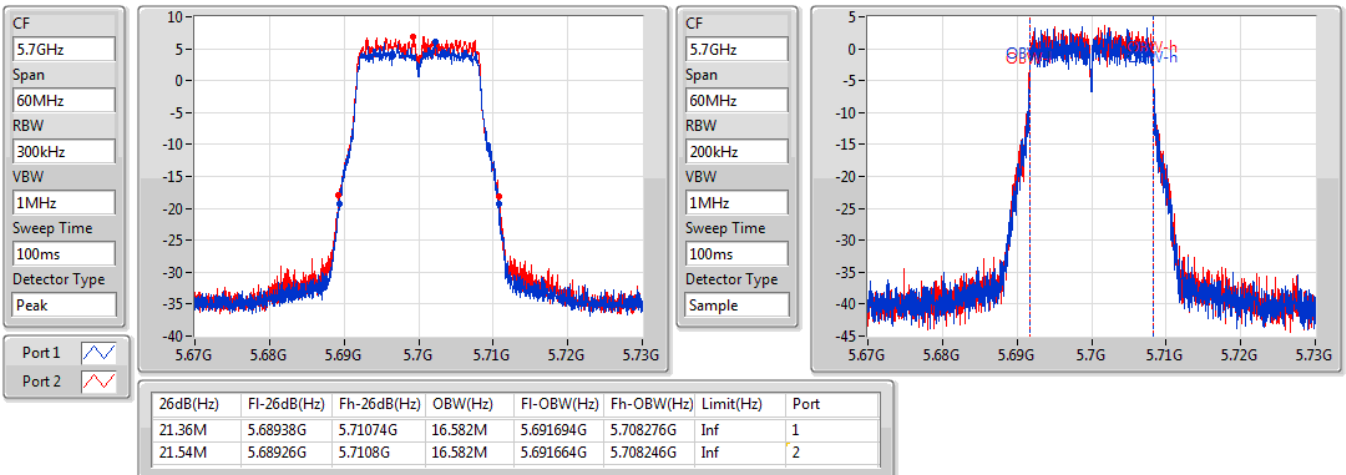 CF
5.7GHz
Span
60MHz
RBW
300kHz
VBW
1MHz
Sweep Time
100ms
Detector Type
Peak
Port 1
Port 2
10
5
0
-5
-10
-15
-20
-25
-30
-35
-40
5.67G 5.68G 5.69G 5.7G 5.71G 5.72G 5.73G
CF
5.7GHz
Span
60MHz
RBW
200kHz
VBW
1MHz
Sweep Time
100ms
Detector Type
Sample
5
0
-5
-10
-15
-20
-25
-30
-35
-40
-45
5.67G 5.68G 5.69G 5.7G 5.71G 5.72G 5.73G
26dB(Hz) Fl-26dB(Hz) Fh-26dB(Hz) OBW(Hz) Fl-OBW(Hz) Fh-OBW(Hz) Limit(Hz) Port
21.36M 5.68938G 5.71074G 16.582M 5.691694G 5.708276G Inf 1
21.54M 5.68926G 5.7108G 16.582M 5.691664G 5.708246G Inf 2